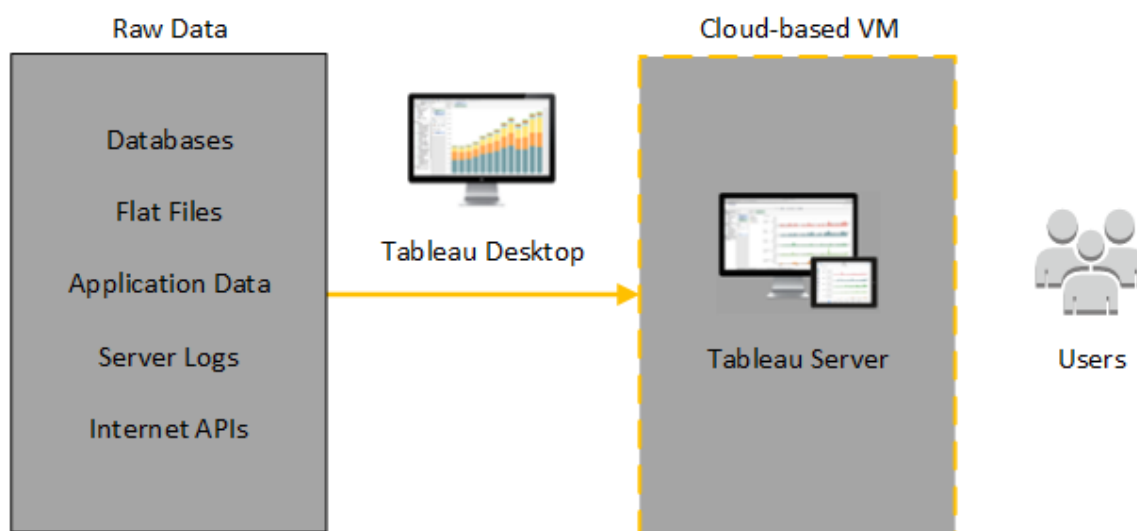 Raw Data
Databases
Flat Files
Application Data
Server Logs
Internet APIs
Tableau Desktop
Cloud-based VM
Tableau Server
Users